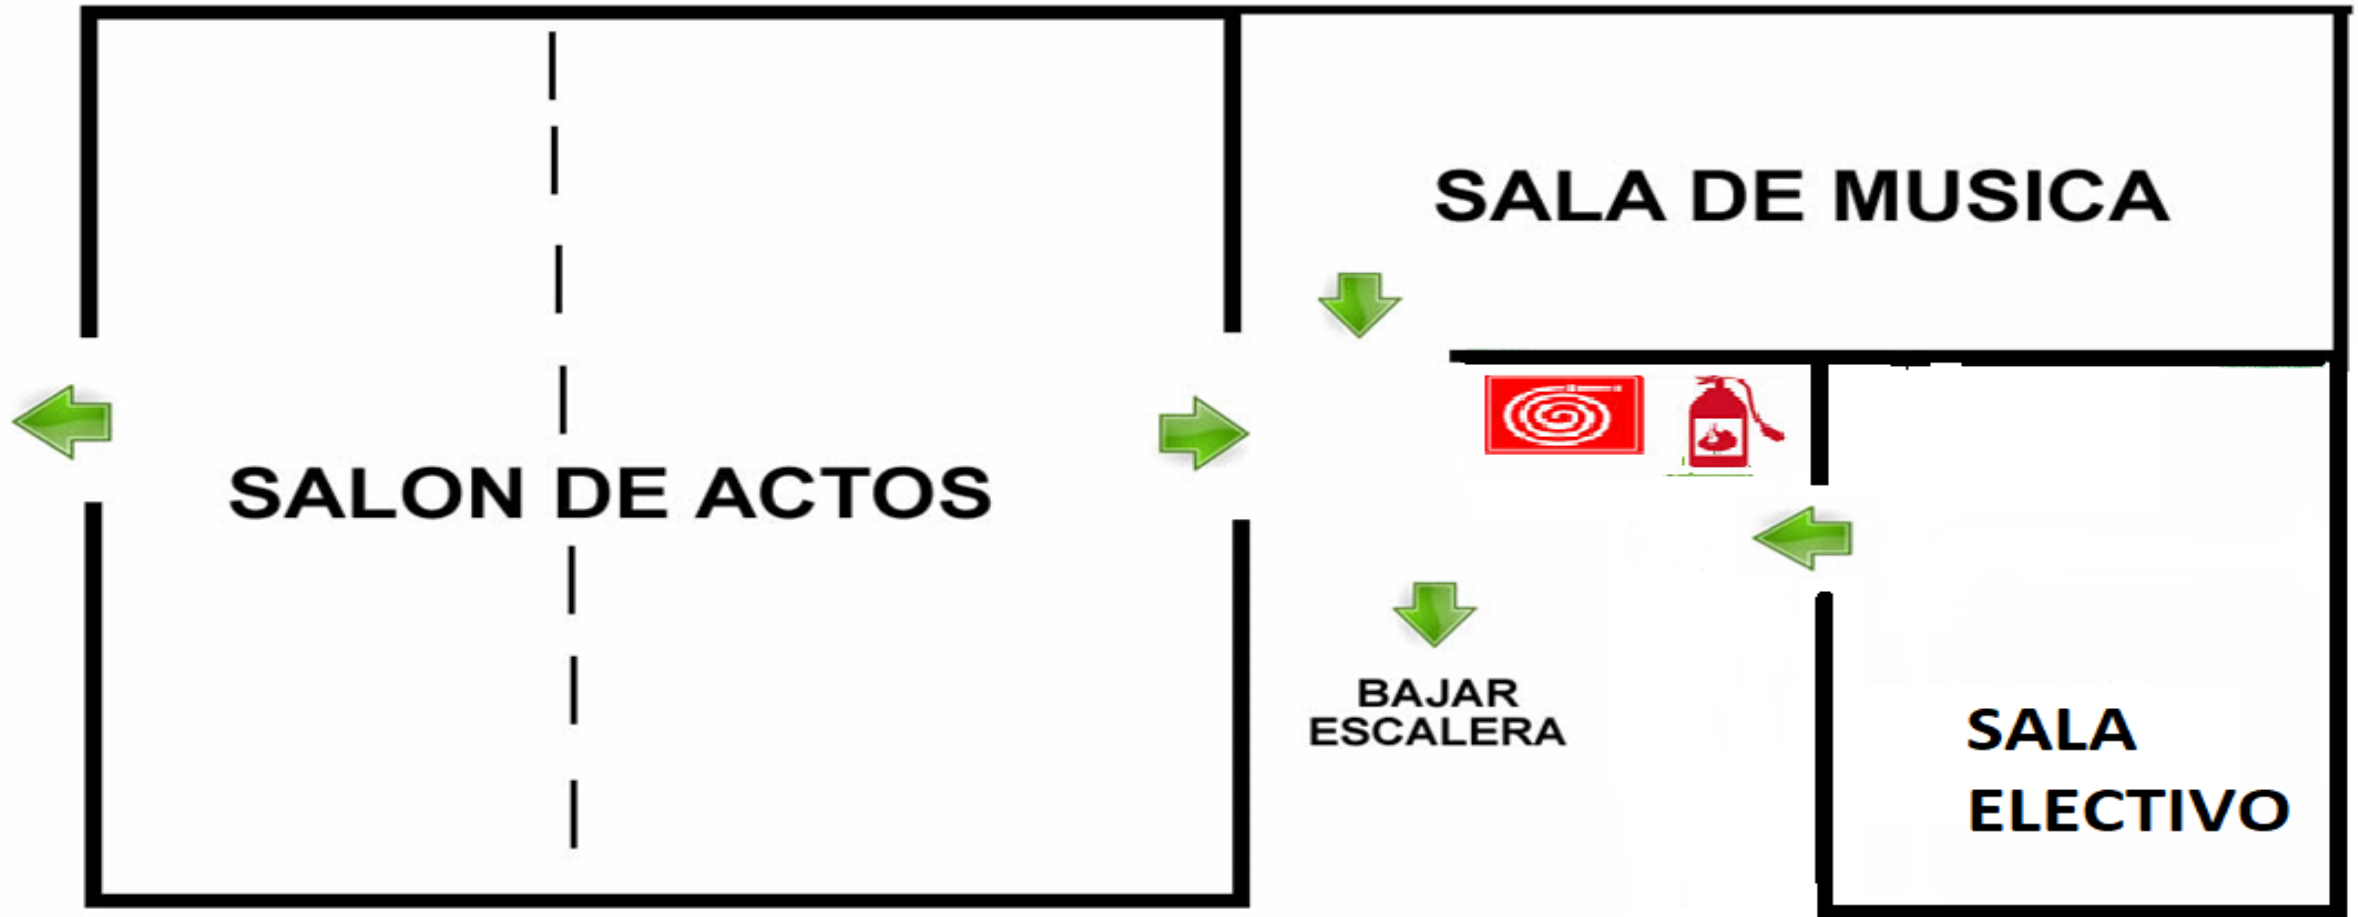 SALA DE MUSICA
SALON DE ACTOS
BAJAR
ESCALERA
SALA
ELECTIVO